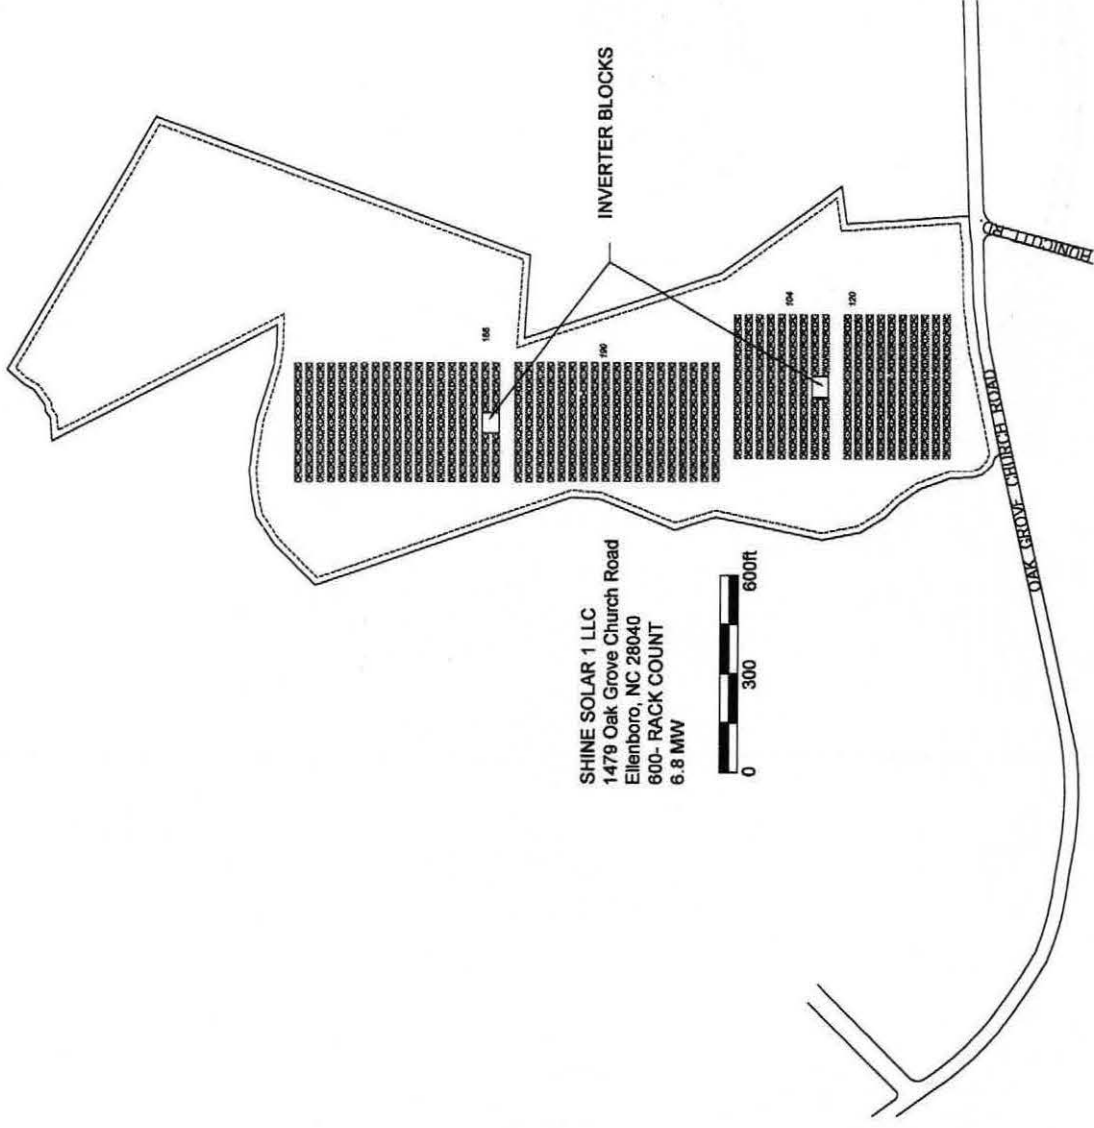 INVERTER BLOCKS
186
190
104
120
SHINE SOLAR 1 LLC
1479 Oak Grove Church Road
Ellenboro, NC 28040
600- RACK COUNT
6.8 MW
0 300 600ft
OAK GROVE CHURCH ROAD
HUNICUTT RD